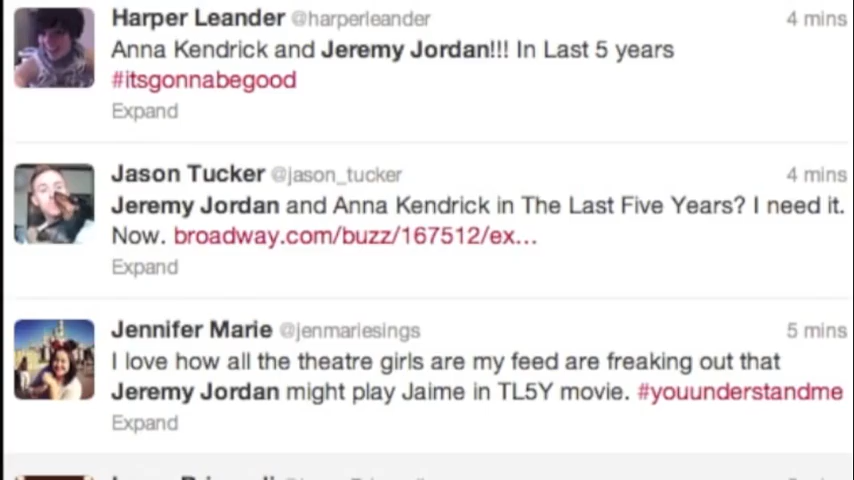 Harper Leander @harperleander 4 mins
Anna Kendrick and Jeremy Jordan!!! In Last 5 years
#itsgonnabegood
Expand
Jason Tucker @jason_tucker 4 mins
Jeremy Jordan and Anna Kendrick in The Last Five Years? I need it.
Now. broadway.com/buzz/167512/ex...
Expand
Jennifer Marie @jenmariesings 5 mins
I love how all the theatre girls are my feed are freaking out that
Jeremy Jordan might play Jaime in TL5Y movie. #youunderstandme
Expand